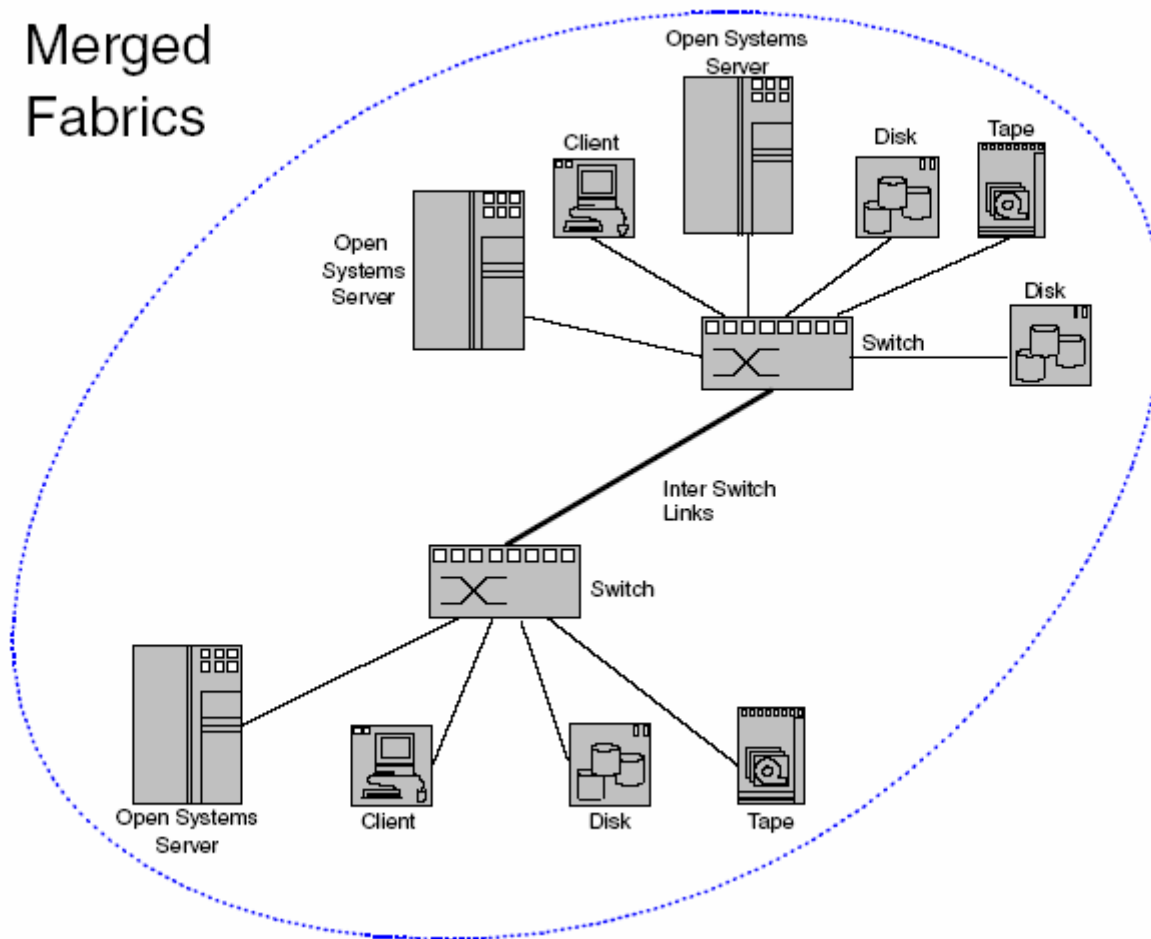 Merged
Fabrics
Open Systems
Server
Client
Disk
Tape
Open
Systems
Server
Disk
Switch
Inter Switch
Links
Switch
Open Systems
Server
Client
Disk
Tape